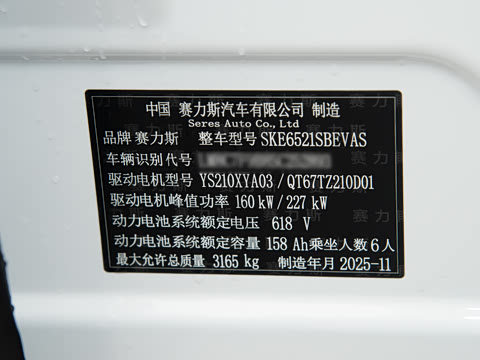 中国 赛力斯汽车有限公司 制造
Seres Auto Co., Ltd
品牌 赛力斯 整车型号 SKE6521SBEVAS
车辆识别代号
驱动电机型号 YS210XYA03 / QT67TZ210D01
驱动电机峰值功率 160 kW / 227 kW
动力电池系统额定电压 618 V
动力电池系统额定容量 158 Ah 乘坐人数 6 人
最大允许总质量 3165 kg 制造年月 2025-11